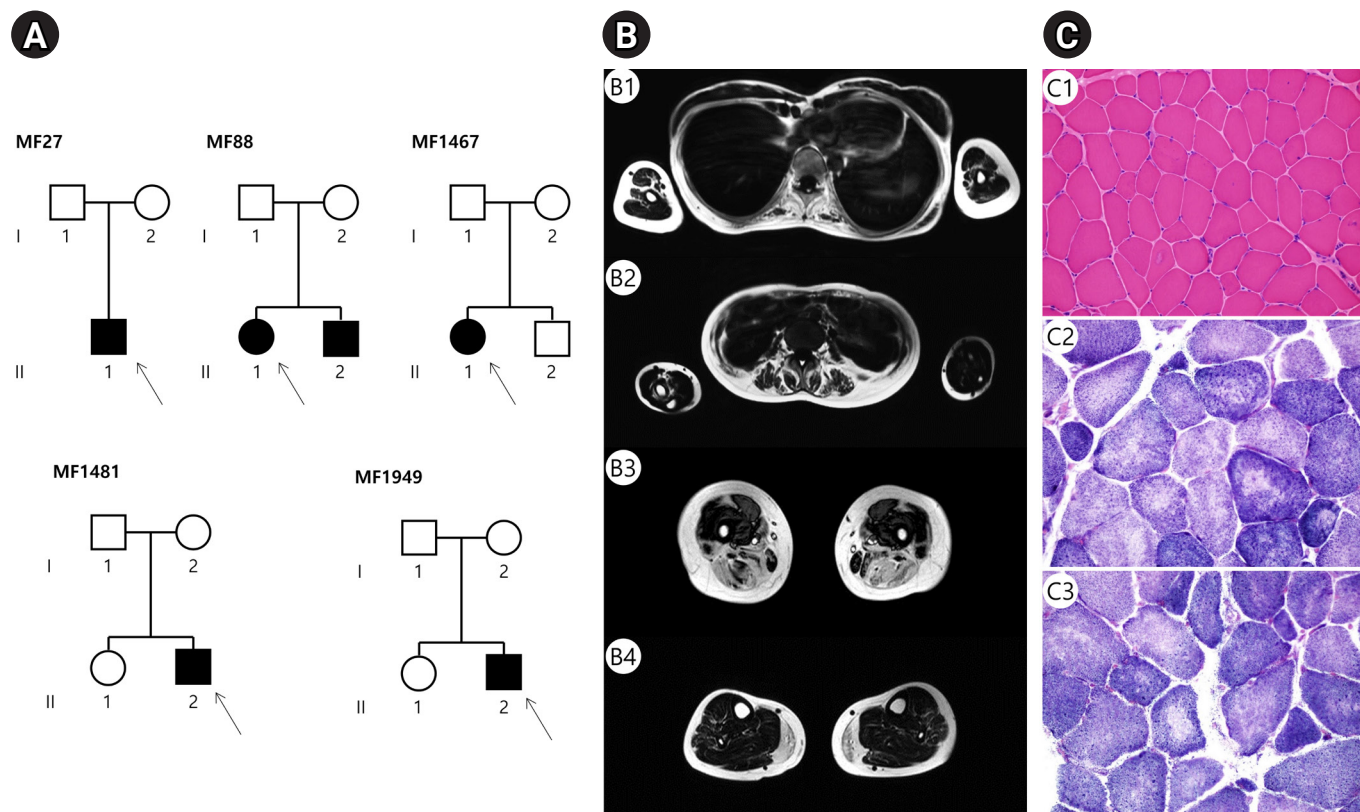 A
MF27
MF88
MF1467
I 1 2
I 1 2
I 1 2
II 1
II 1 2
II 1 2
MF1481
MF1949
I 1 2
I 1 2
II 1 2
II 1 2
B
B1
B2
B3
B4
C
C1
C2
C3